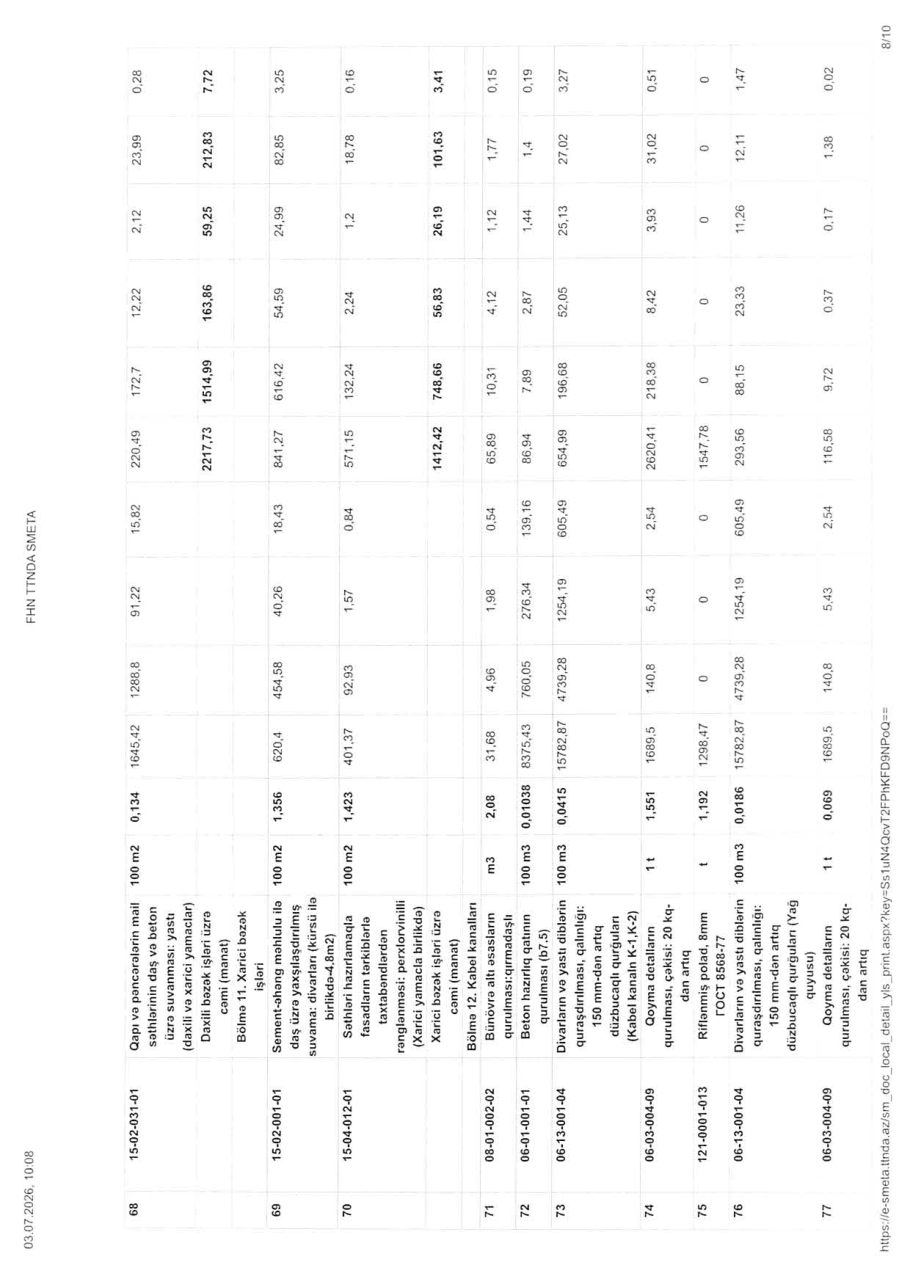 03.07.2026, 10:08 FHN TTNDA SMETA
68 15-02-031-01 Qapı və pəncərələrin mail 100 m2 0,134 1645,42 1288,8 91,22 15,82 220,49 172,7 12,22 2,12 23,99 0,28
səthlərinin daş və beton
üzrə suvanması: yastı
(daxili və xarici yamaclar)
Daxili bəzək işləri üzrə 2217,73 1514,99 163,86 59,25 212,83 7,72
cəmi (manat)
Bölmə 11. Xarici bəzək
işləri
69 15-02-001-01 Sement-əhəng məhlulu ilə 100 m2 1,356 620,4 454,58 40,26 18,43 841,27 616,42 54,59 24,99 82,85 3,25
daş üzrə yaxşılaşdırılmış
suvama: divarları (kürsü ilə
birlikdə-4,8m2)
70 15-04-012-01 Səthləri hazırlamaqla 100 m2 1,423 401,37 92,93 1,57 0,84 571,15 132,24 2,24 1,2 18,78 0,16
fasadların tərkiblərlə
taxtabəndlərdən
rənglənməsi: perxlorvinilli
(Xarici yamacla birlikdə)
Xarici bəzək işləri üzrə 1412,42 748,66 56,83 26,19 101,63 3,41
cəmi (manat)
Bölmə 12. Kabel kanalları
71 08-01-002-02 Bünövrə altı əsasların m3 2,08 31,68 4,96 1,98 0,54 65,89 10,31 4,12 1,12 1,77 0,15
qurulması:qırmadaşlı
72 06-01-001-01 Beton hazırlıq qatının 100 m3 0,01038 8375,43 760,05 276,34 139,16 86,94 7,89 2,87 1,44 1,4 0,19
qurulması (b7.5)
73 06-13-001-04 Divarların və yastı diblərin 100 m3 0,0415 15782,87 4739,28 1254,19 605,49 654,99 196,68 52,05 25,13 27,02 3,27
quraşdırılması, qalınlığı:
150 mm-dən artıq
düzbucaqlı qurğuları
(Kabel kanaln K-1,K-2)
74 06-03-004-09 Qoyma detalların 1 t 1,551 1689,5 140,8 5,43 2,54 2620,41 218,38 8,42 3,93 31,02 0,51
qurulması, çəkisi: 20 kq-
dan artıq
75 121-0001-013 Riflənmiş polad, 8mm t 1,192 1298,47 0 0 0 1547,78 0 0 0 0 0
ГОСТ 8568-77
76 06-13-001-04 Divarların və yastı diblərin 100 m3 0,0186 15782,87 4739,28 1254,19 605,49 293,56 88,15 23,33 11,26 12,11 1,47
quraşdırılması, qalınlığı:
150 mm-dən artıq
düzbucaqlı qurğuları (Yağ
quyusu)
77 06-03-004-09 Qoyma detalların 1 t 0,069 1689,5 140,8 5,43 2,54 116,58 9,72 0,37 0,17 1,38 0,02
qurulması, çəkisi: 20 kq-
dan artıq
https://e-smeta.ttnda.az/sm_doc_local_detail_yls_print.aspx?key=Ss1uN4QcvT2FPhKFD9NPoQ== 8/10